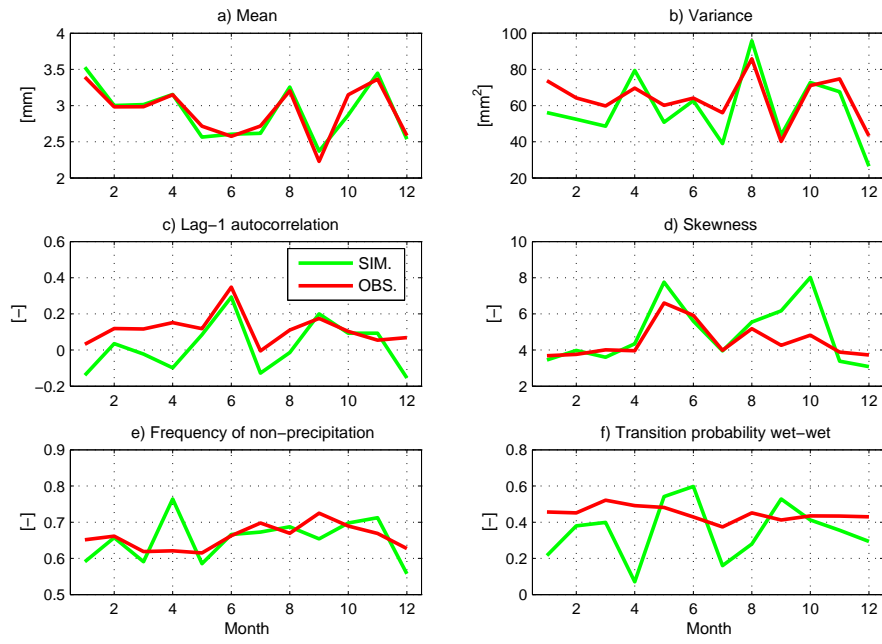 a) Mean
4
3.5
3
2.5
2
[mm]
2 4 6 8 10 12
b) Variance
100
80
60
40
20
[mm²]
2 4 6 8 10 12
c) Lag−1 autocorrelation
0.6
0.4
0.2
0
−0.2
[−]
SIM.
OBS.
2 4 6 8 10 12
d) Skewness
10
8
6
4
2
2 4 6 8 10 12
e) Frequency of non−precipitation
0.9
0.8
0.7
0.6
0.5
[−]
2 4 6 8 10 12
Month
f) Transition probability wet−wet
0.8
0.6
0.4
0.2
0
[−]
2 4 6 8 10 12
Month
[−]